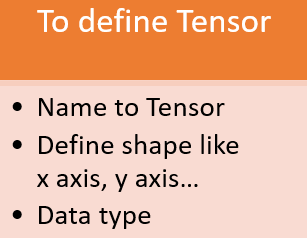 To define Tensor
• Name to Tensor
• Define shape like
x axis, y axis...
• Data type